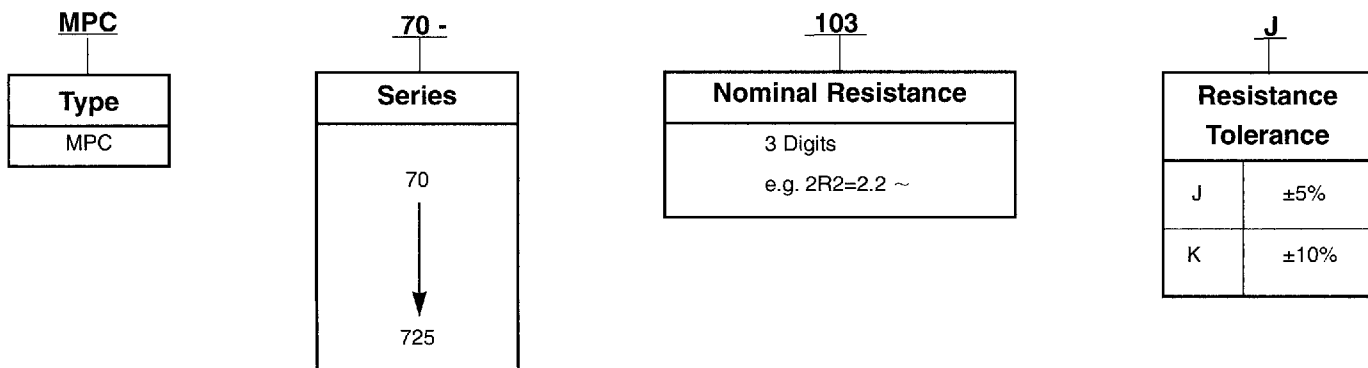 MPC
70 -
103
J
Type
MPC
Series
70
725
Nominal Resistance
3 Digits
e.g. 2R2=2.2 ~
Resistance
Tolerance
J ±5%
K ±10%